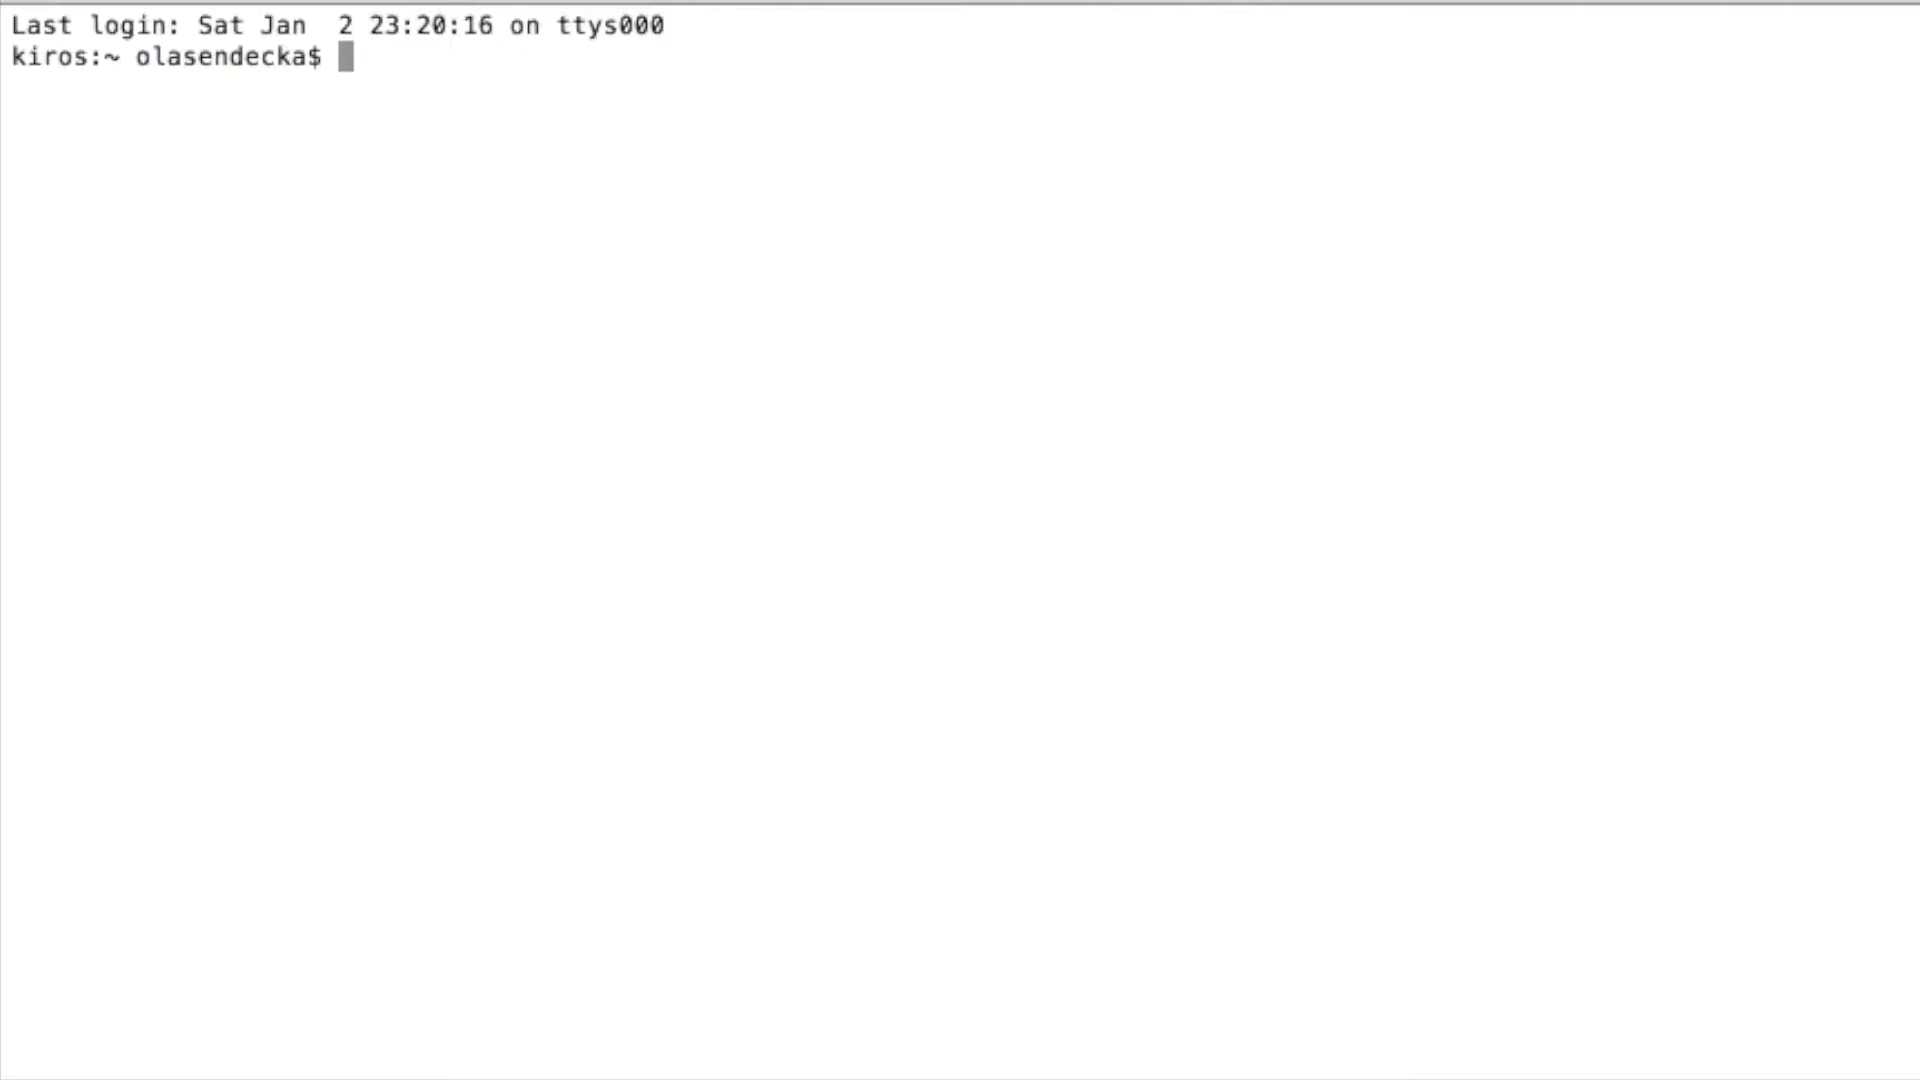 Last login: Sat Jan  2 23:20:16 on ttys000
kiros:~ olasendecka$